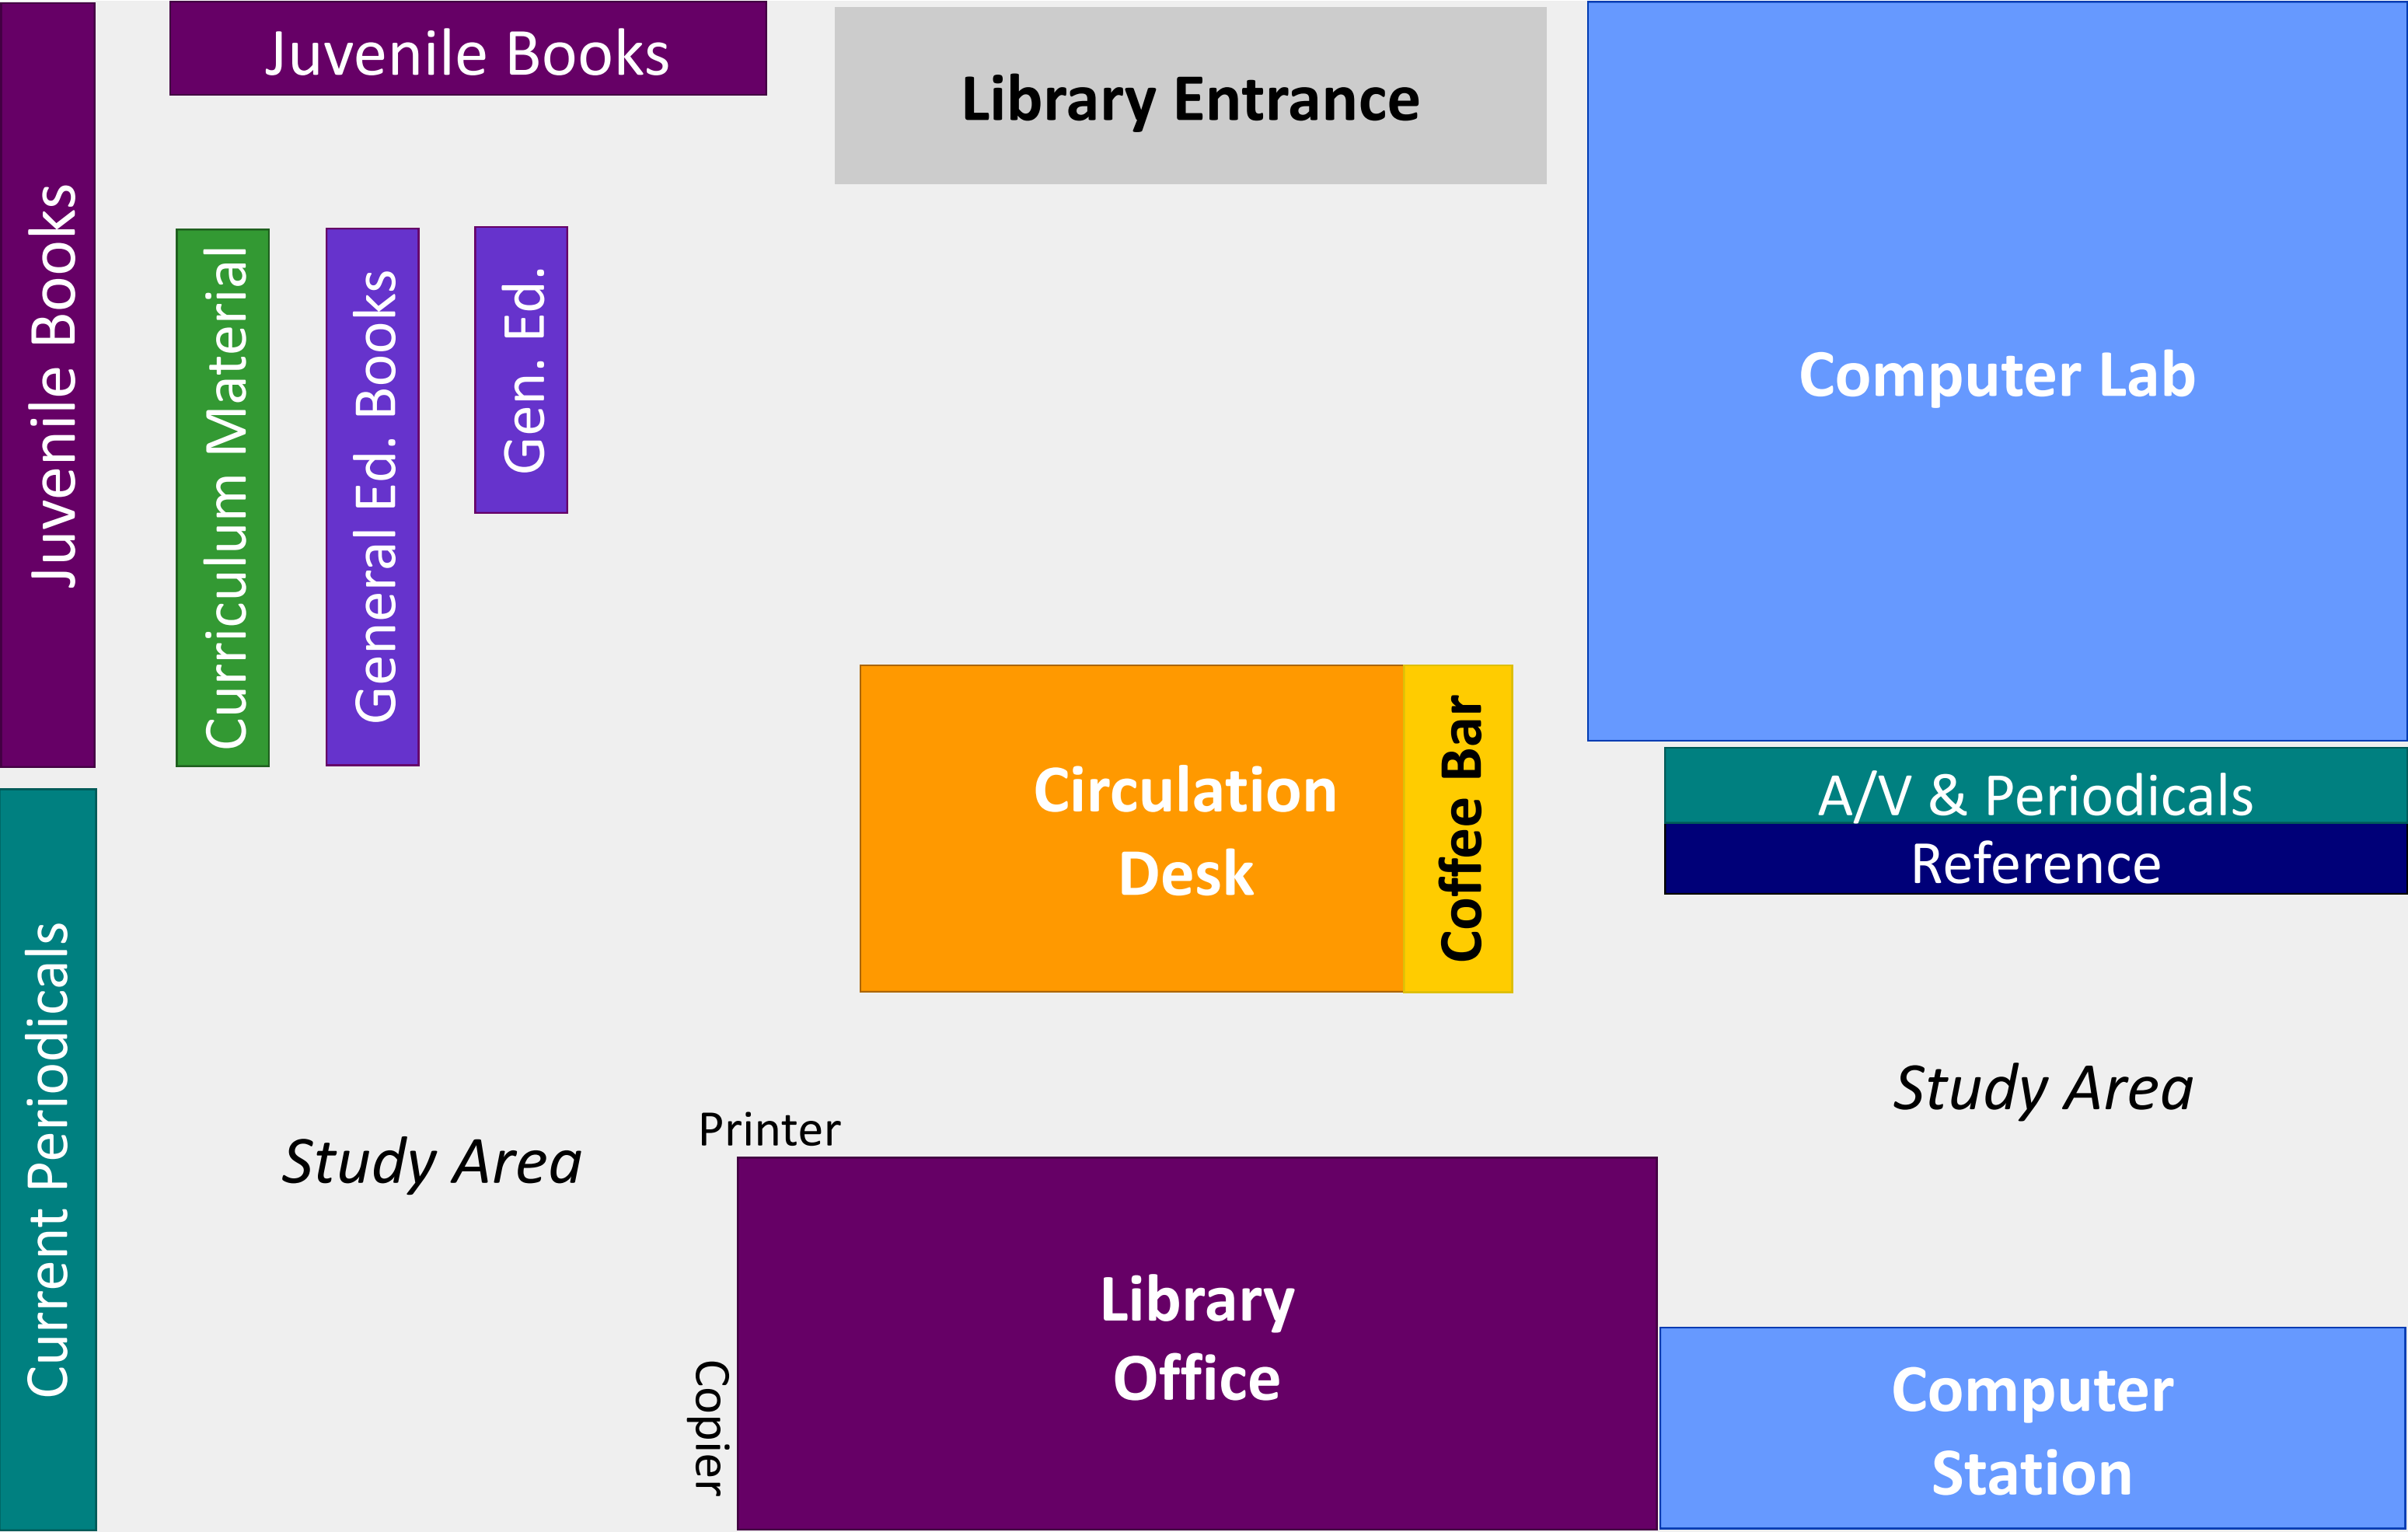 Juvenile Books
Library Entrance
Juvenile Books
Curriculum Material
General Ed. Books
Gen. Ed.
Computer Lab
Circulation
Desk
Coffee Bar
A/V & Periodicals
Reference
Current Periodicals
Study Area
Printer
Study Area
Library
Office
Copier
Computer
Station